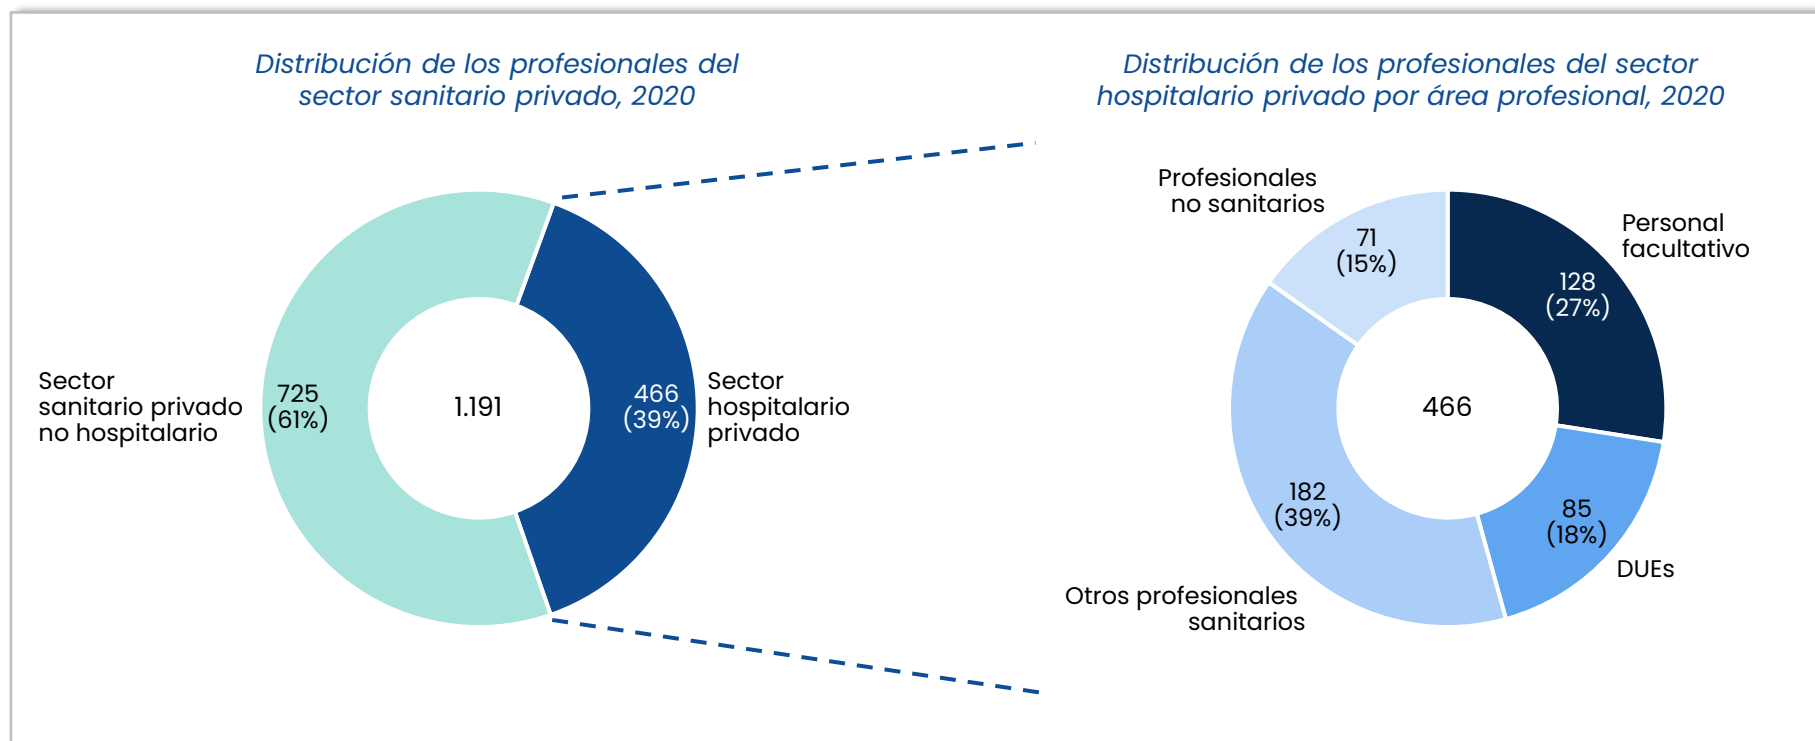 Distribución de los profesionales del
sector sanitario privado, 2020
Sector
sanitario privado
no hospitalario
725
(61%)
1.191
466
(39%)
Sector
hospitalario
privado
Distribución de los profesionales del sector
hospitalario privado por área profesional, 2020
Profesionales
no sanitarios
71
(15%)
Personal
facultativo
128
(27%)
466
182
(39%)
85
(18%)
DUEs
Otros profesionales
sanitarios